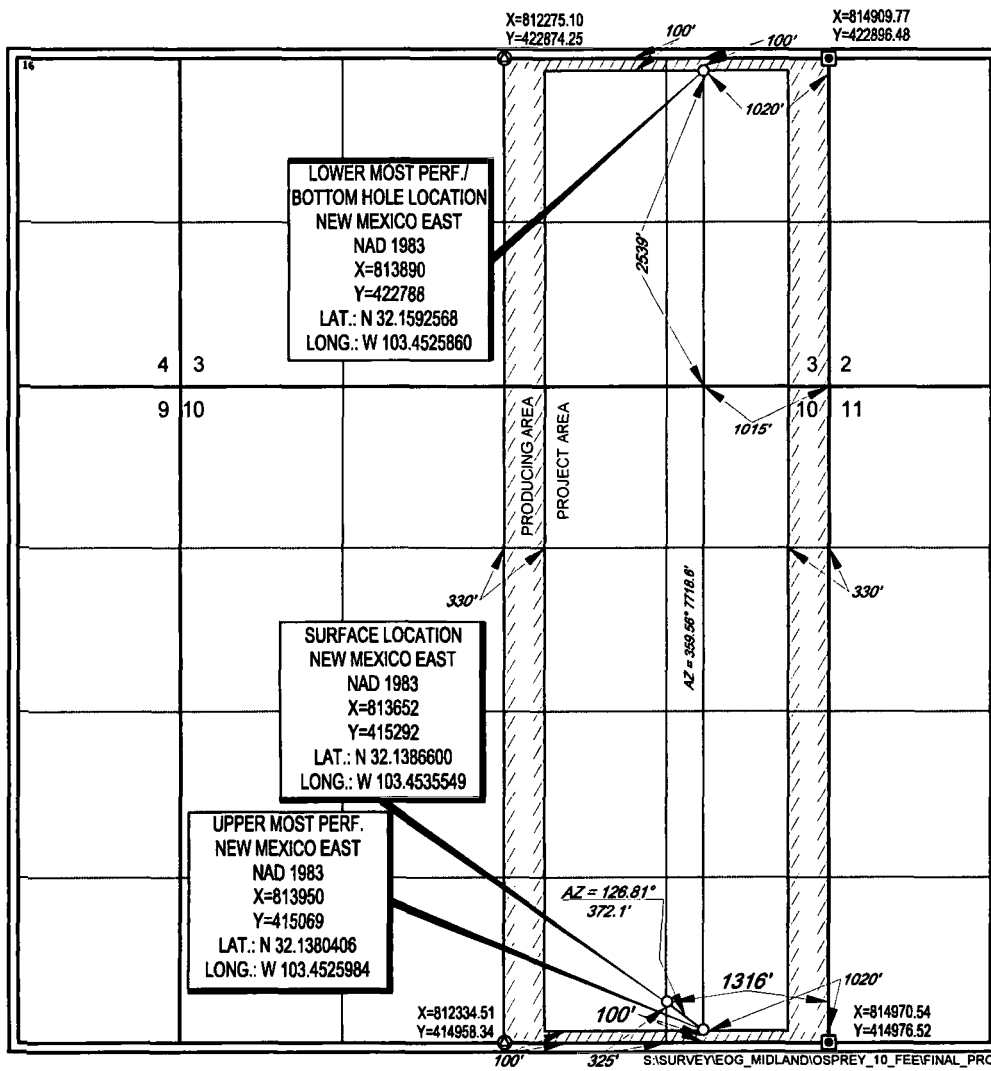 X=812275.10
Y=422874.25
X=814909.77
Y=422896.48
100'
100'
16
1020'
LOWER MOST PERF./
BOTTOM HOLE LOCATION
NEW MEXICO EAST
NAD 1983
X=813890
Y=422788
LAT.: N 32.1592568
LONG.: W 103.4525860
2539'
4 3
3 2
9 10
10 11
1015'
PRODUCING AREA
PROJECT AREA
330'
330'
AZ = 359.56° 7718.6'
SURFACE LOCATION
NEW MEXICO EAST
NAD 1983
X=813652
Y=415292
LAT.: N 32.1386600
LONG.: W 103.4535549
UPPER MOST PERF.
NEW MEXICO EAST
NAD 1983
X=813950
Y=415069
LAT.: N 32.1380406
LONG.: W 103.4525984
AZ = 126.81°
372.1'
1316'
1020'
100'
X=812334.51
Y=414958.34
X=814970.54
Y=414976.52
100'
325'
S:\SURVEY\EOG_MIDLAND\OSPREY_10_FEE\FINAL_PRO